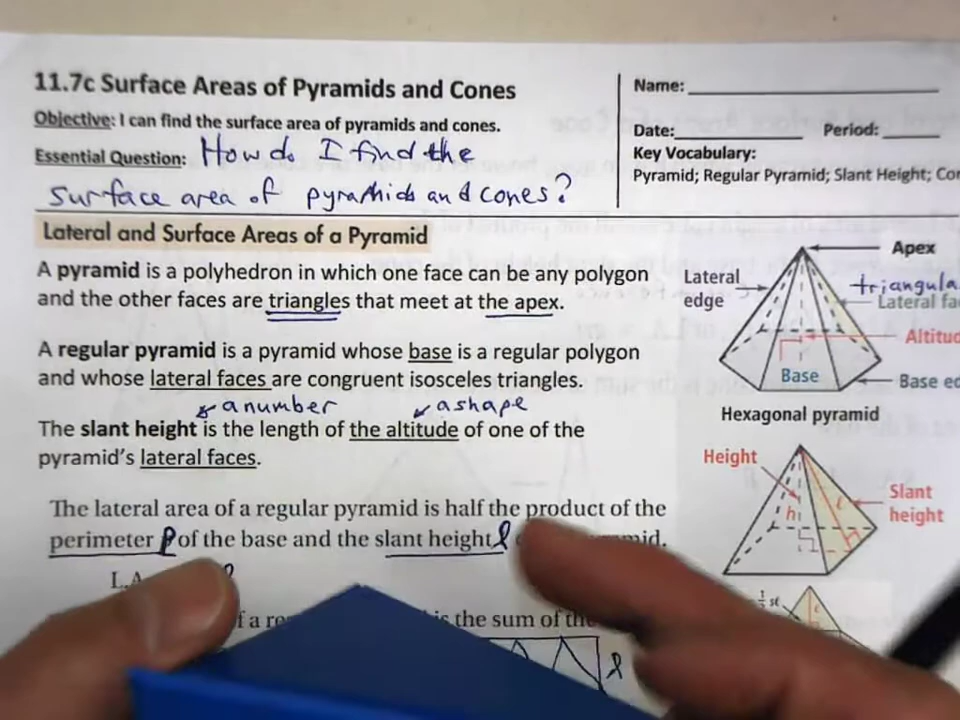 11.7c Surface Areas of Pyramids and Cones
Objective: I can find the surface area of pyramids and cones.
Essential Question: How do I find the
surface area of pyramids and cones?
Name:
Date: Period:
Key Vocabulary:
Pyramid; Regular Pyramid; Slant Height;
Lateral and Surface Areas of a Pyramid
A pyramid is a polyhedron in which one face can be any polygon
and the other faces are triangles that meet at the apex.
A regular pyramid is a pyramid whose base is a regular polygon
and whose lateral faces are congruent isosceles triangles.
a number a shape
The slant height is the length of the altitude of one of the
pyramid's lateral faces.
The lateral area of a regular pyramid is half the product of the
perimeter P of the base and the slant height l
L.A.
of a is the sum of the
l
Apex
Lateral
edge
Lateral
Base
Base
Hexagonal pyramid
Height
h
l
Slant
height